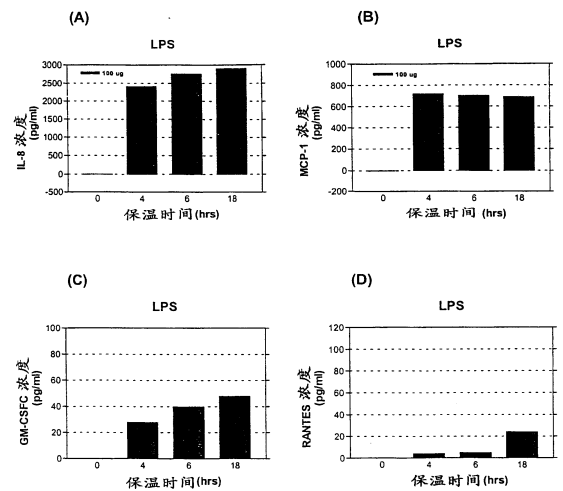 (A)
LPS
100 ug
3000
2500
2000
1500
1000
500
0
-500
IL-8 浓度
(pg/ml)
0 4 6 18
保温时间(hrs)
(B)
LPS
100 ug
1000
800
600
400
200
0
-200
MCP-1 浓度
(pg/ml)
0 4 6 18
保温时间(hrs)
(C)
LPS
100
80
60
40
20
0
GM-CSFC 浓度
(pg/ml)
0 4 6 18
保温时间(hrs)
(D)
LPS
120
100
80
60
40
20
0
RANTES 浓度
(pg/ml)
0 4 6 18
保温时间(hrs)